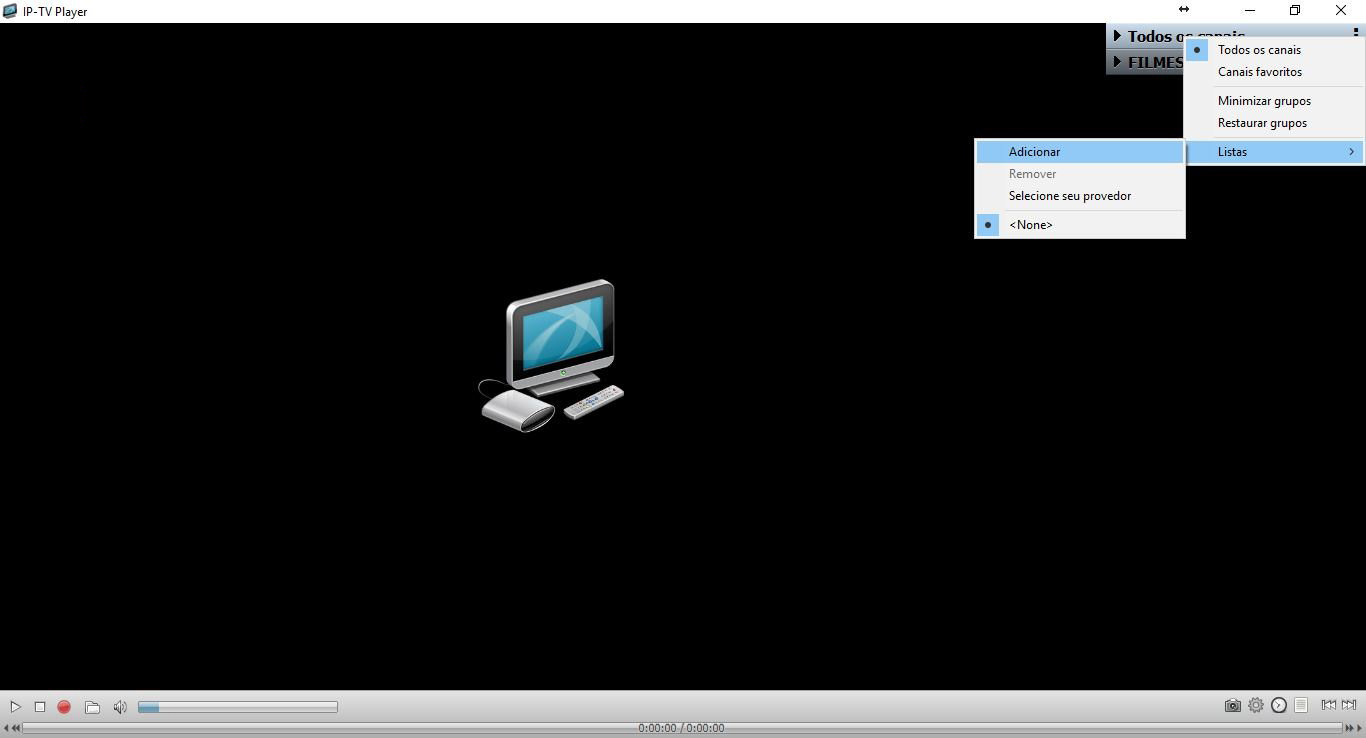 IP-TV Player
Todos os canais
FILMES
Todos os canais
Canais favoritos
Minimizar grupos
Restaurar grupos
Listas
Adicionar
Remover
Selecione seu provedor
<None>
0:00:00 / 0:00:00